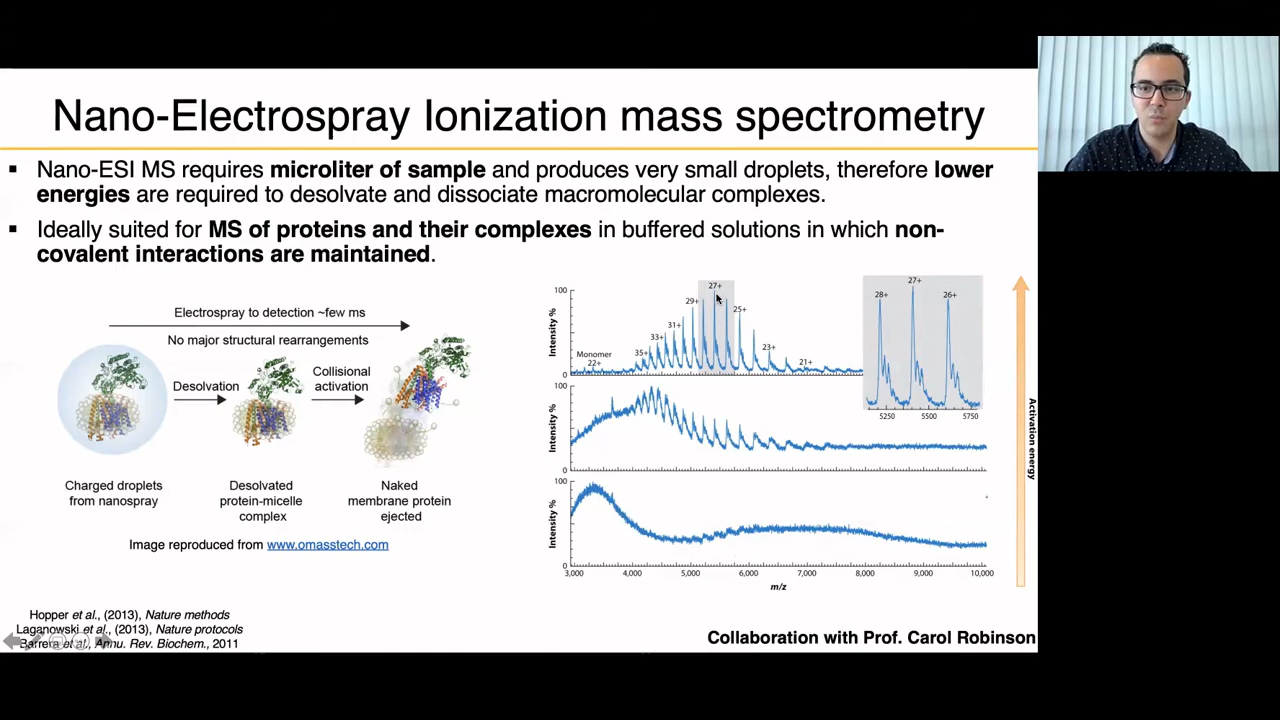 Nano-Electrospray Ionization mass spectrometry
▪ Nano-ESI MS requires microliter of sample and produces very small droplets, therefore lower
energies are required to desolvate and dissociate macromolecular complexes.
▪ Ideally suited for MS of proteins and their complexes in buffered solutions in which non-
covalent interactions are maintained.
Electrospray to detection ~few ms
No major structural rearrangements
Desolvation
Collisional
activation
Charged droplets
from nanospray
Desolvated
protein-micelle
complex
Naked
membrane protein
ejected
Image reproduced from www.omasstech.com
Hopper et al., (2013), Nature methods
Laganowski et al., (2013), Nature protocols
Barrera et al., Annu. Rev. Biochem., 2011
100
Intensity %
0
Monomer
22+
35+
33+
31+
29+
27+
25+
23+
21+
28+
27+
26+
5250
5500
5750
100
Intensity %
0
100
Intensity %
0
3,000
4,000
5,000
6,000
7,000
8,000
9,000
10,000
m/z
Activation energy
Collaboration with Prof. Carol Robinson